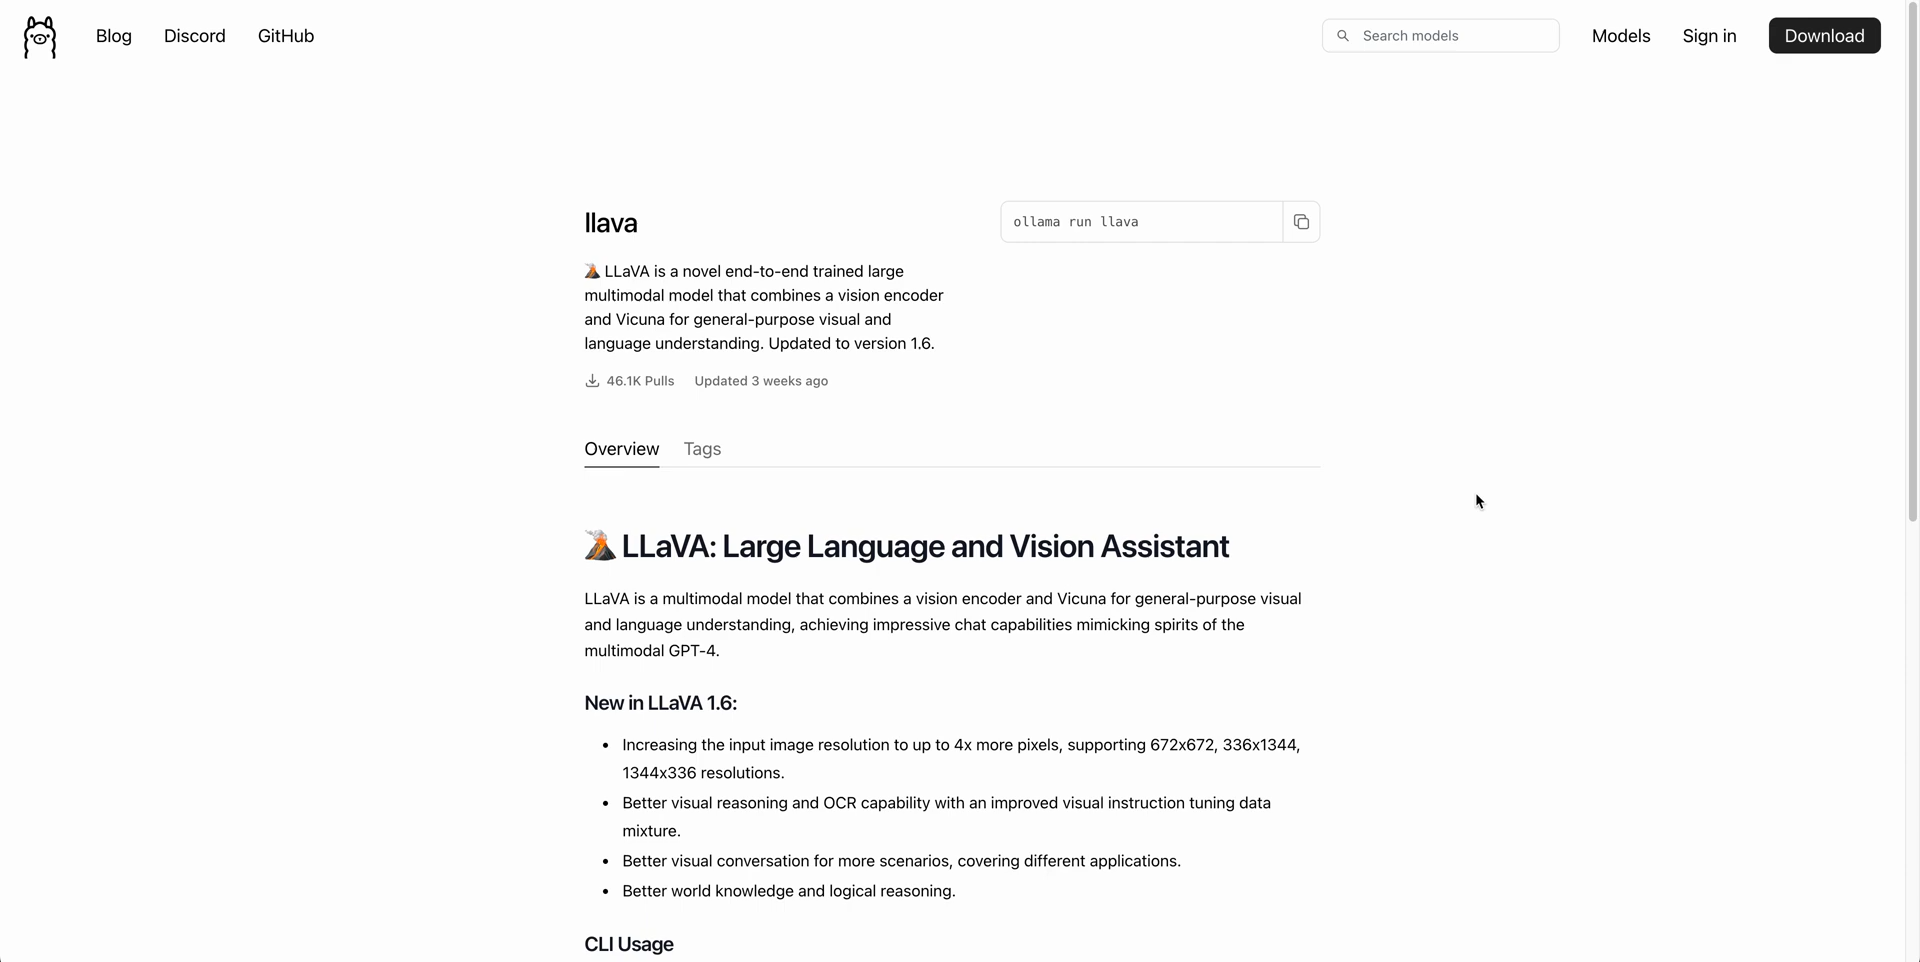 Blog Discord GitHub Search models Models Sign in Download
llava
ollama run llava
🌋 LLaVA is a novel end-to-end trained large
multimodal model that combines a vision encoder
and Vicuna for general-purpose visual and
language understanding. Updated to version 1.6.
46.1K Pulls Updated 3 weeks ago
Overview Tags
🌋 LLaVA: Large Language and Vision Assistant
LLaVA is a multimodal model that combines a vision encoder and Vicuna for general-purpose visual
and language understanding, achieving impressive chat capabilities mimicking spirits of the
multimodal GPT-4.
New in LLaVA 1.6:
• Increasing the input image resolution to up to 4x more pixels, supporting 672x672, 336x1344,
1344x336 resolutions.
• Better visual reasoning and OCR capability with an improved visual instruction tuning data
mixture.
• Better visual conversation for more scenarios, covering different applications.
• Better world knowledge and logical reasoning.
CLI Usage